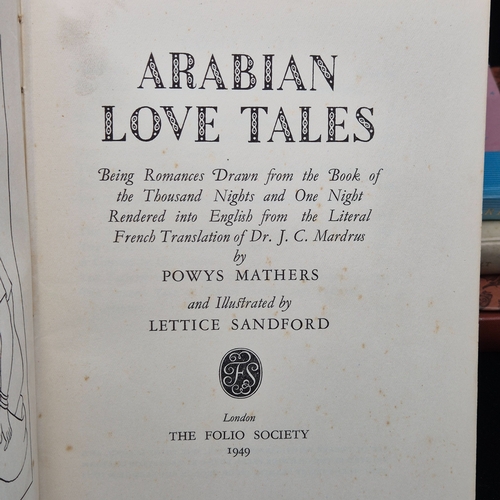 ARABIAN
LOVE TALES
Being Romances Drawn from the Book of
the Thousand Nights and One Night
Rendered into English from the Literal
French Translation of Dr. J. C. Mardrus
by
POWYS MATHERS
and Illustrated by
LETTICE SANDFORD
FS
London
THE FOLIO SOCIETY
1949